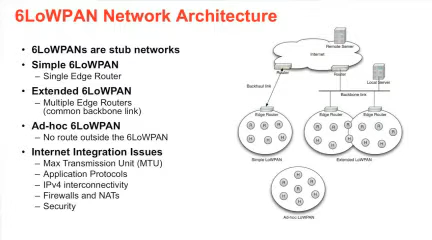 6LoWPAN Network Architecture
• 6LoWPANs are stub networks
• Simple 6LoWPAN
– Single Edge Router
• Extended 6LoWPAN
– Multiple Edge Routers
(common backbone link)
• Ad-hoc 6LoWPAN
– No route outside the 6LoWPAN
• Internet Integration Issues
– Max Transmission Unit (MTU)
– Application Protocols
– IPv4 interconnectivity
– Firewalls and NATs
– Security
Remote Server
Internet
Router
Router
Local Server
Backhaul link
Backbone link
Edge Router
Edge Router
Edge Router
Simple LoWPAN
Extended LoWPAN
Ad-hoc LoWPAN